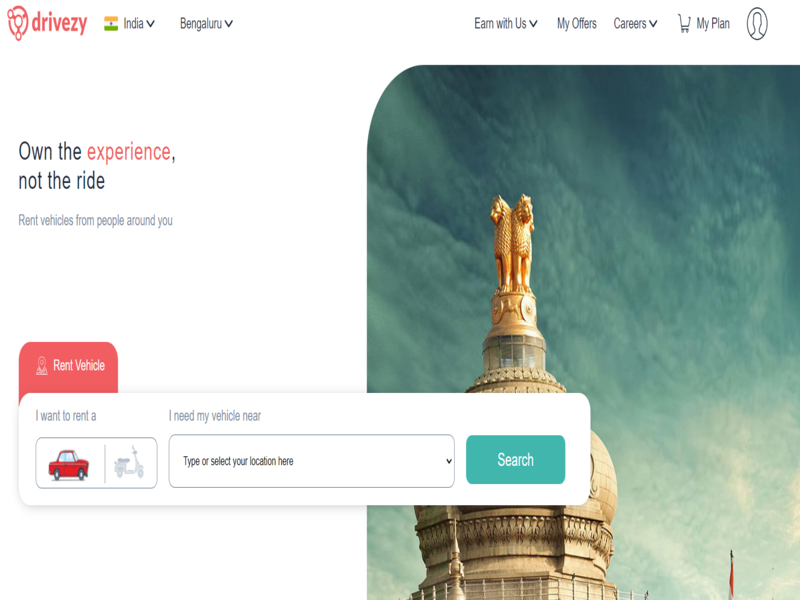 drivezy
India
Bengaluru
Earn with Us
My Offers
Careers
My Plan
Own the experience,
not the ride
Rent vehicles from people around you
Rent Vehicle
I want to rent a
I need my vehicle near
Type or select your location here
Search